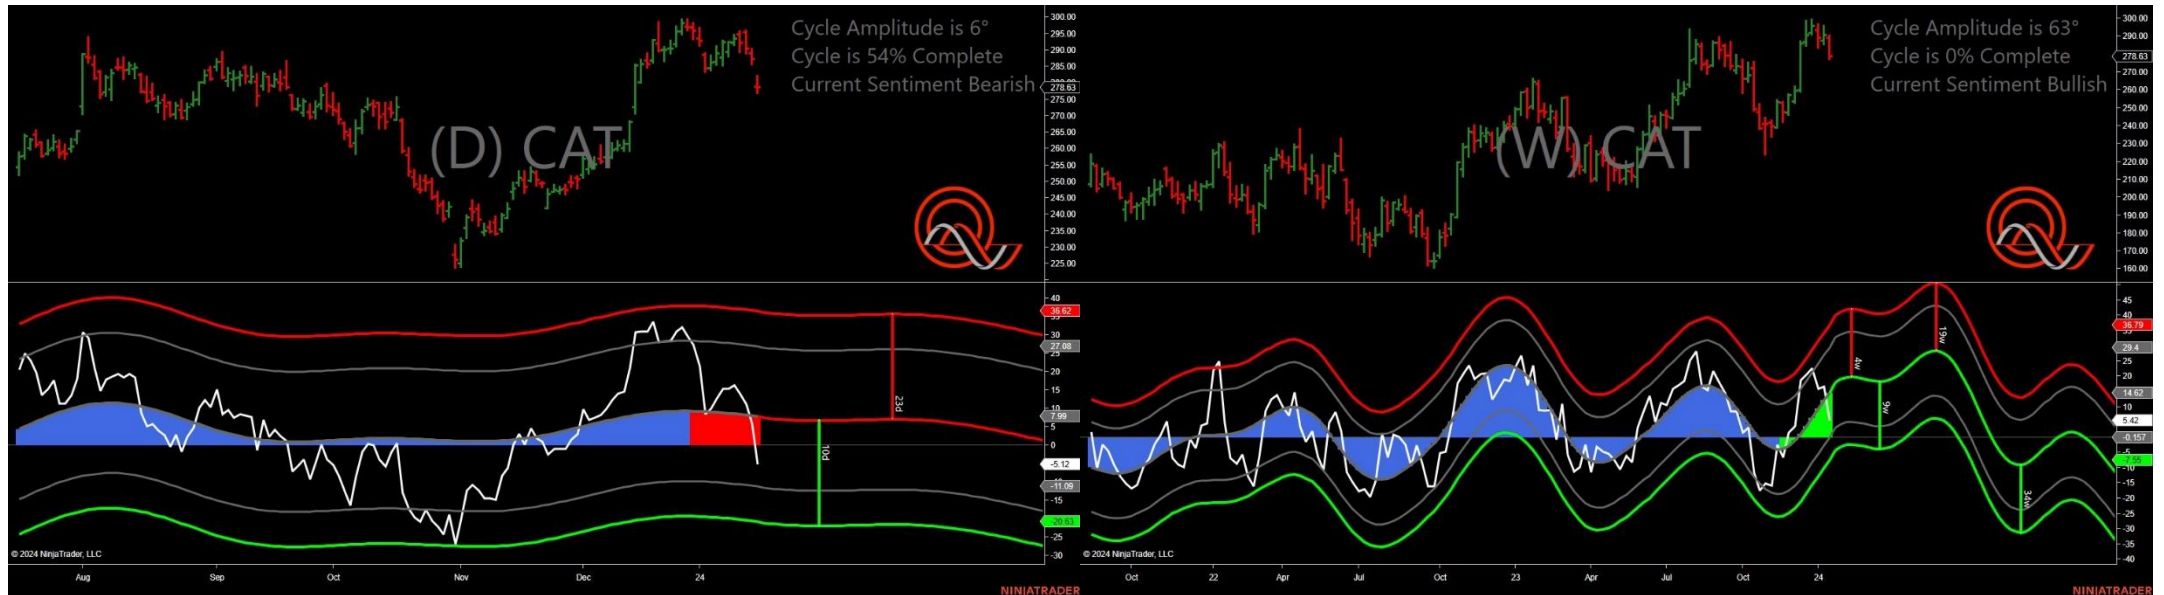 Cycle Amplitude is 6°
Cycle is 54% Complete
Current Sentiment Bearish
(D) CAT
300.00
295.00
290.00
285.00
280.00
278.63
275.00
270.00
265.00
260.00
255.00
250.00
245.00
240.00
235.00
230.00
225.00
40
36.62
30
27.08
25
20
15
10
7.99
5
0
-5.12
-11.09
-15
-20.63
-25
-30
23d
10d
© 2024 NinjaTrader, LLC
Aug
Sep
Oct
Nov
Dec
24
NINJATRADER
Cycle Amplitude is 63°
Cycle is 0% Complete
Current Sentiment Bullish
(W) CAT
300.00
290.00
278.63
270.00
260.00
250.00
240.00
230.00
220.00
210.00
200.00
190.00
180.00
170.00
160.00
45
40
36.79
29.4
25
20
14.62
10
5.42
-0.157
-7.55
-10
-15
-20
-25
-30
-35
-40
4w
9w
19w
34w
© 2024 NinjaTrader, LLC
Oct
22
Apr
Jul
Oct
23
Apr
Jul
Oct
24
NINJATRADER